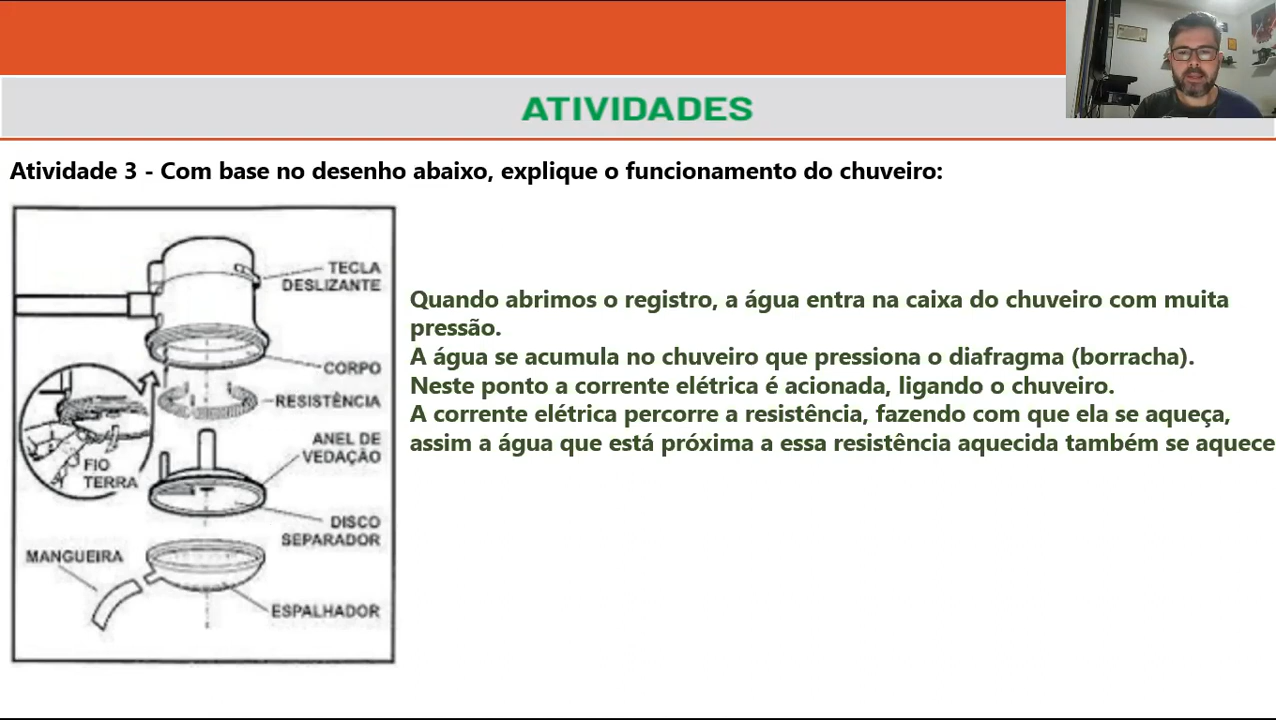 ATIVIDADES
Atividade 3 - Com base no desenho abaixo, explique o funcionamento do chuveiro:
TECLA
DESLIZANTE
CORPO
RESISTÊNCIA
ANEL DE
VEDAÇÃO
FIO
TERRA
DISCO
SEPARADOR
MANGUEIRA
ESPALHADOR
Quando abrimos o registro, a água entra na caixa do chuveiro com muita
pressão.
A água se acumula no chuveiro que pressiona o diafragma (borracha).
Neste ponto a corrente elétrica é acionada, ligando o chuveiro.
A corrente elétrica percorre a resistência, fazendo com que ela se aqueça,
assim a água que está próxima a essa resistência aquecida também se aquece